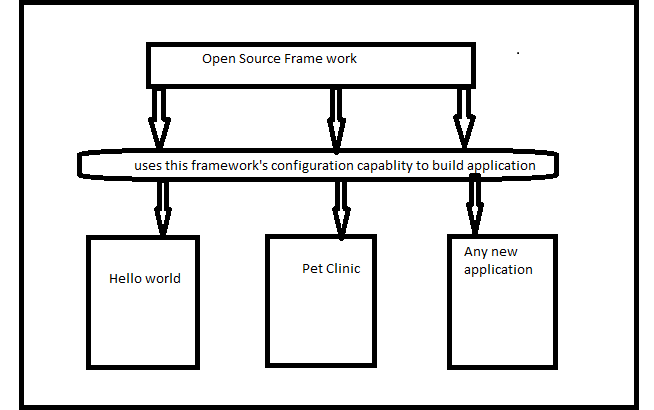 Open Source Frame work
uses this framework's configuration capablity to build application
Hello world
Pet Clinic
Any new
application